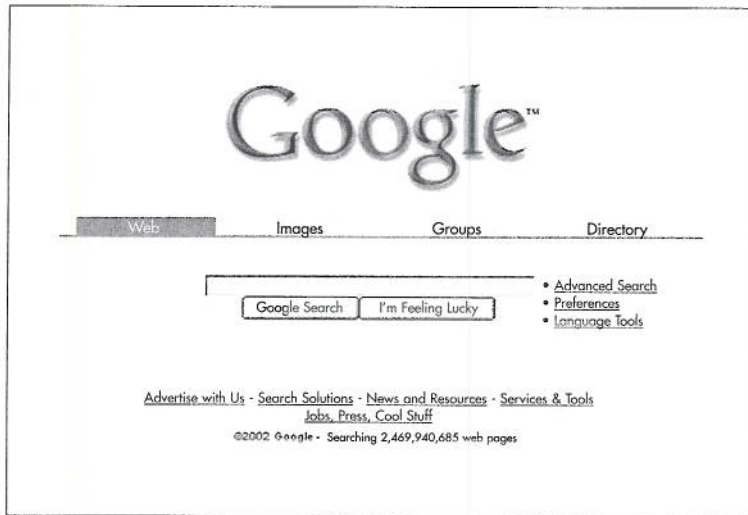 Google™
Web Images Groups Directory
• Advanced Search
Google Search I'm Feeling Lucky • Preferences
• Language Tools
Advertise with Us - Search Solutions - News and Resources - Services & Tools
Jobs, Press, Cool Stuff
©2002 Google - Searching 2,469,940,685 web pages